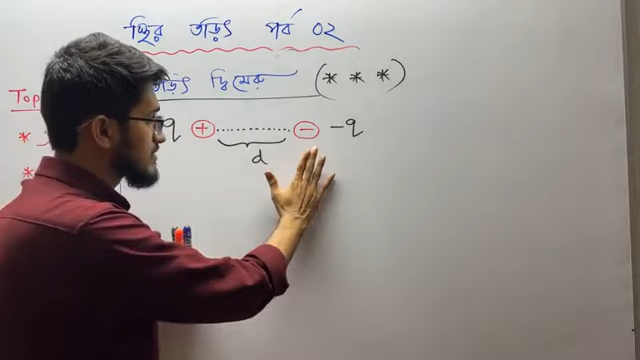 স্থির তড়িৎ পর্ব 02
তড়িৎ দ্বিমেরু (* * *)
Top
*
*
q + ............ − −q
d